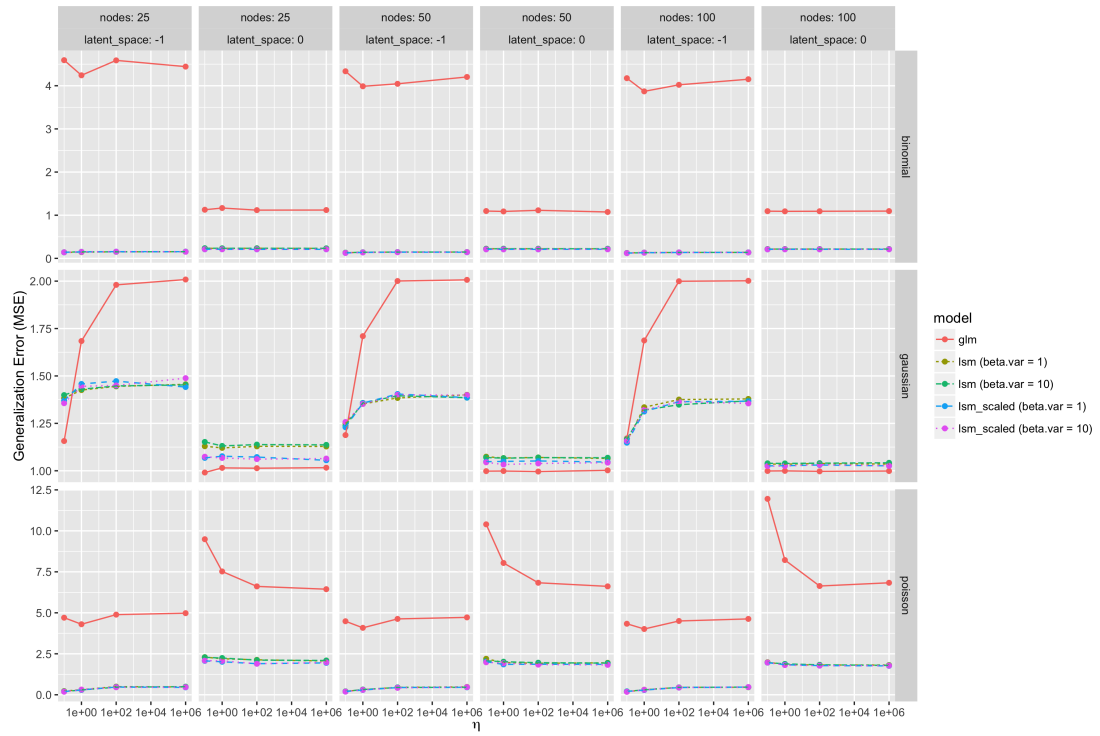 nodes: 25
nodes: 25
nodes: 50
nodes: 50
nodes: 100
nodes: 100
latent_space: -1
latent_space: 0
latent_space: -1
latent_space: 0
latent_space: -1
latent_space: 0
4
3
2
1
0
binomial
2.00
1.75
1.50
1.25
1.00
gaussian
12.5
10.0
7.5
5.0
2.5
0.0
poisson
Generalization Error (MSE)
1e+00 1e+02 1e+04 1e+06
1e+00 1e+02 1e+04 1e+06
1e+00 1e+02 1e+04 1e+06
1e+00 1e+02 1e+04 1e+06
1e+00 1e+02 1e+04 1e+06
1e+00 1e+02 1e+04 1e+06
η
model
glm
lsm (beta.var = 1)
lsm (beta.var = 10)
lsm_scaled (beta.var = 1)
lsm_scaled (beta.var = 10)